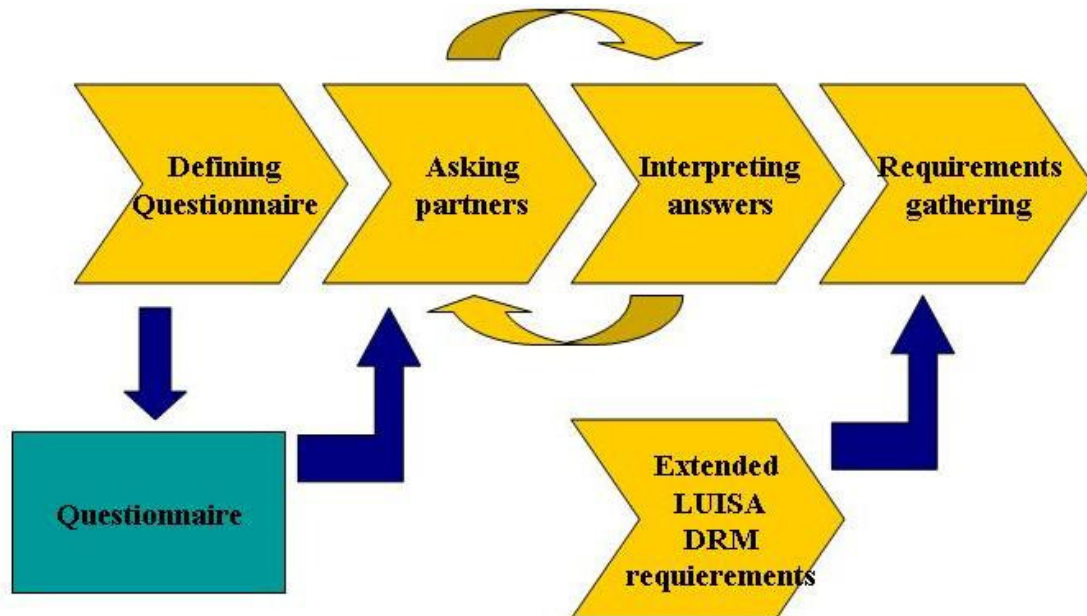 Defining
Questionnaire
Asking
partners
Interpreting
answers
Requirements
gathering
Questionnaire
Extended
LUISA
DRM
requierements